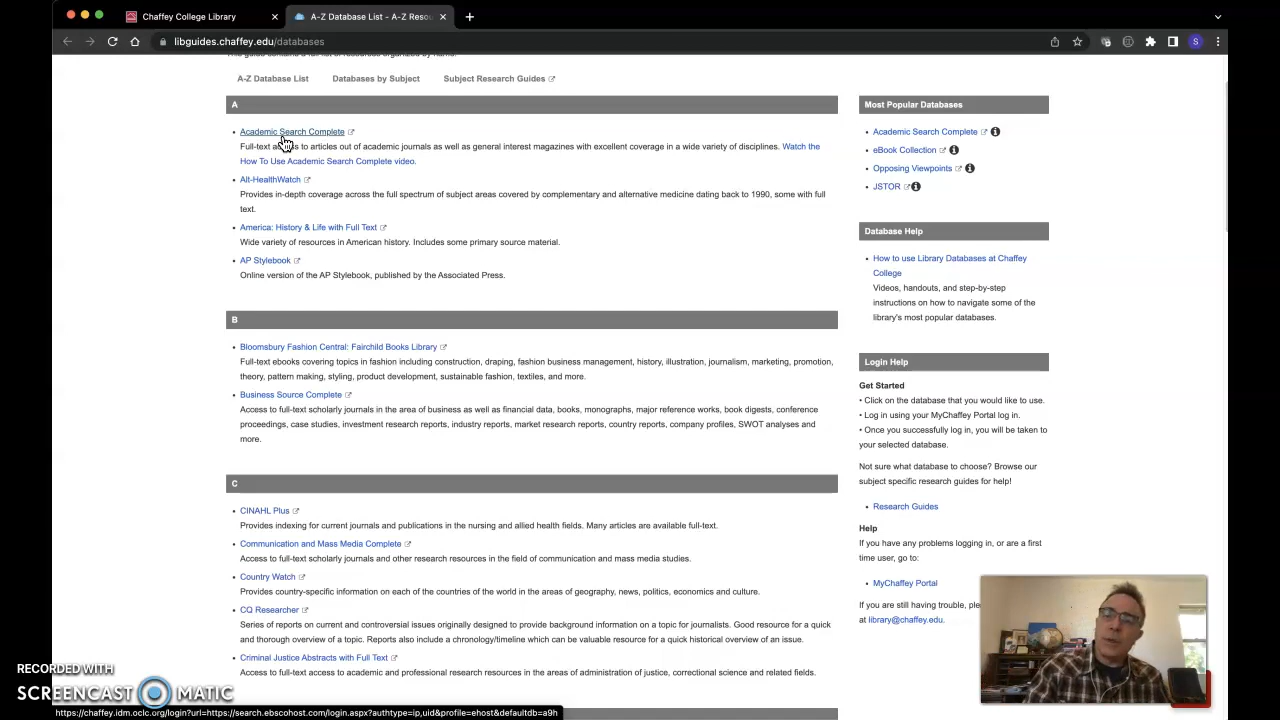 Chaffey College Library
A-Z Database List - A-Z Resou
libguides.chaffey.edu/databases
S
A-Z Database List Databases by Subject Subject Research Guides
A
Academic Search Complete
Full-text to articles out of academic journals as well as general interest magazines with excellent coverage in a wide variety of disciplines. Watch the
How To Use Academic Search Complete video.
Alt-HealthWatch
Provides in-depth coverage across the full spectrum of subject areas covered by complementary and alternative medicine dating back to 1990, some with full
text.
America: History & Life with Full Text
Wide variety of resources in American history. Includes some primary source material.
AP Stylebook
Online version of the AP Stylebook, published by the Associated Press.
B
Bloomsbury Fashion Central: Fairchild Books Library
Full-text ebooks covering topics in fashion including construction, draping, fashion business management, history, illustration, journalism, marketing, promotion,
theory, pattern making, styling, product development, sustainable fashion, textiles, and more.
Business Source Complete
Access to full-text scholarly journals in the area of business as well as financial data, books, monographs, major reference works, book digests, conference
proceedings, case studies, investment research reports, industry reports, market research reports, country reports, company profiles, SWOT analyses and
more.
C
CINAHL Plus
Provides indexing for current journals and publications in the nursing and allied health fields. Many articles are available full-text.
Communication and Mass Media Complete
Access to full-text scholarly journals and other research resources in the field of communication and mass media studies.
Country Watch
Provides country-specific information on each of the countries of the world in the areas of geography, news, politics, economics and culture.
CQ Researcher
Series of reports on current and controversial issues originally designed to provide background information on a topic for journalists. Good resource for a quick
and thorough overview of a topic. Reports also include a chronology/timeline which can be valuable resource for a quick historical overview of an issue.
Criminal Justice Abstracts with Full Text
Access to full-text access to academic and professional research resources in the areas of administration of justice, correctional science and related fields.
Most Popular Databases
Academic Search Complete
eBook Collection
Opposing Viewpoints
JSTOR
Database Help
How to use Library Databases at Chaffey
College
Videos, handouts, and step-by-step
instructions on how to navigate some of the
library's most popular databases.
Login Help
Get Started
• Click on the database that you would like to use.
• Log in using your MyChaffey Portal log in.
• Once you successfully log in, you will be taken to
your selected database.
Not sure what database to choose? Browse our
subject specific research guides for help!
Research Guides
Help
If you have any problems logging in, or are a first
time user, go to:
MyChaffey Portal
If you are still having trouble,
at library@chaffey.edu.
RECORDED WITH
SCREENCAST MATIC
https://chaffey.idm.oclc.org/login?url=https://search.ebscohost.com/login.aspx?authtype=ip,uid&profile=ehost&defaultdb=a9h